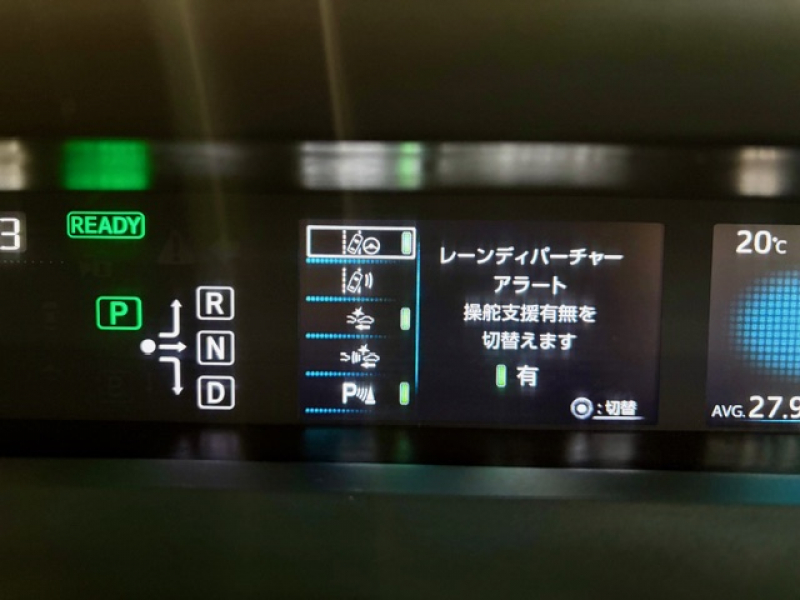 3
READY
P
R
N
D
P
レーンディパーチャー
アラート
操舵支援有無を
切替えます
有
:切替
20℃
AVG.27.9